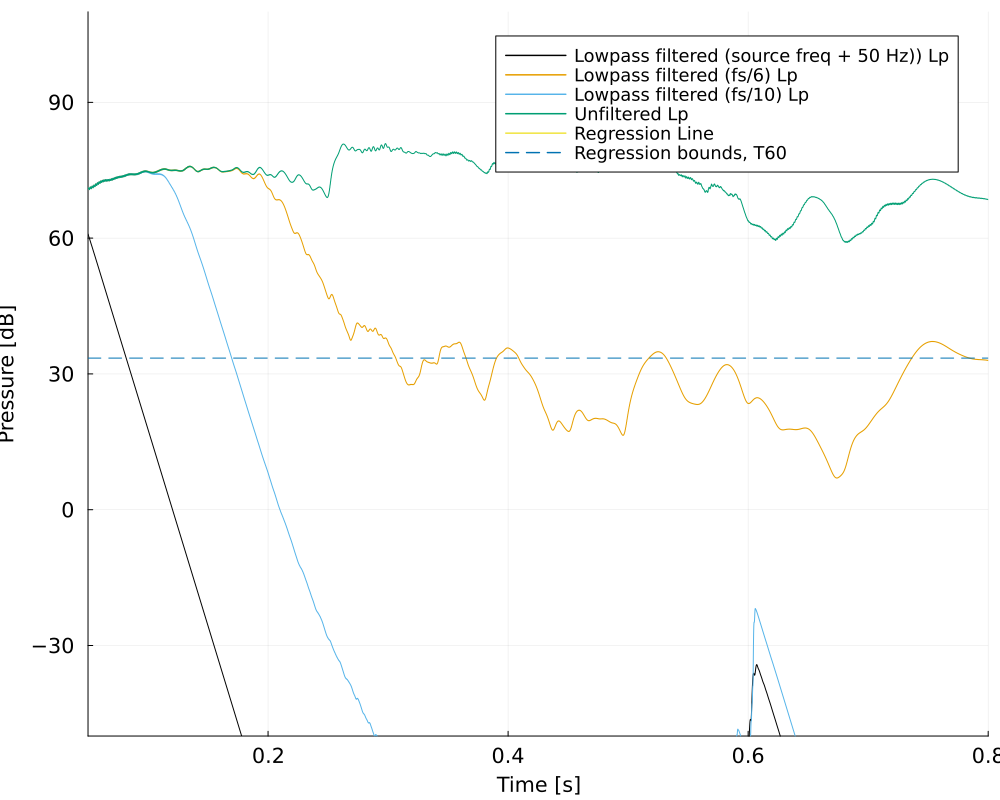 Lowpass filtered (source freq + 50 Hz)) Lp
Lowpass filtered (fs/6) Lp
Lowpass filtered (fs/10) Lp
Unfiltered Lp
Regression Line
Regression bounds, T60
90
60
30
0
−30
Pressure [dB]
0.2
0.4
0.6
0.8
Time [s]